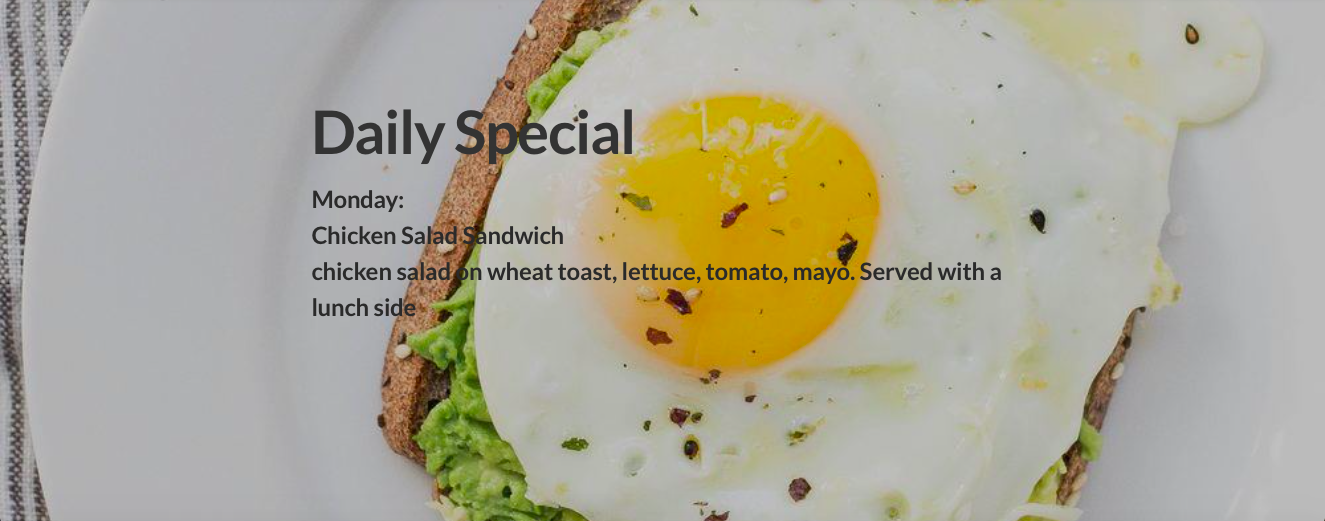 Daily Special
Monday:
Chicken Salad Sandwich
chicken salad on wheat toast, lettuce, tomato, mayo. Served with a
lunch side